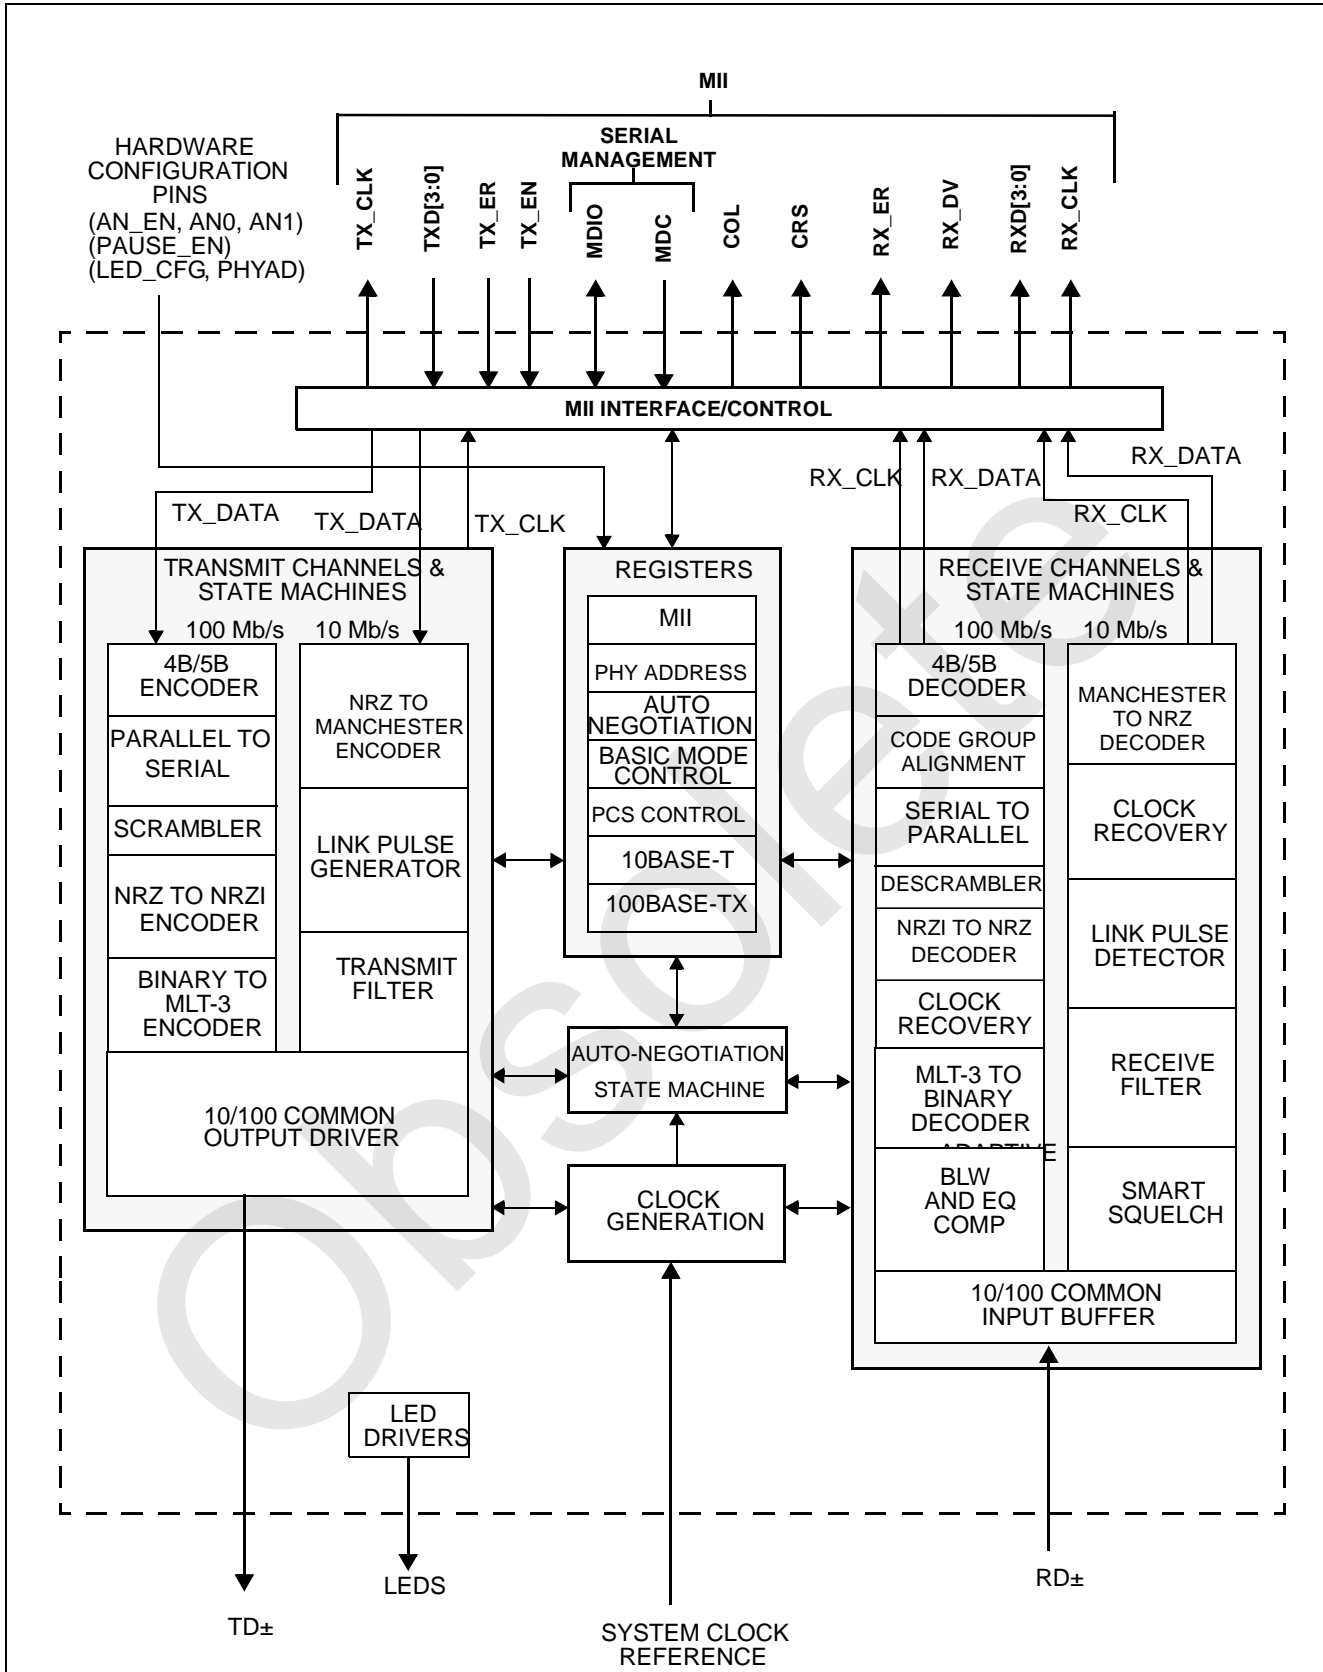 MII
HARDWARE
CONFIGURATION
PINS
(AN_EN, AN0, AN1)
(PAUSE_EN)
(LED_CFG, PHYAD)
SERIAL
MANAGEMENT
TX_CLK
TXD[3:0]
TX_ER
TX_EN
MDIO
MDC
COL
CRS
RX_ER
RX_DV
RXD[3:0]
RX_CLK
MII INTERFACE/CONTROL
TX_DATA
TX_DATA
TX_CLK
RX_CLK
RX_DATA
RX_CLK
RX_DATA
TRANSMIT CHANNELS &
STATE MACHINES
100 Mb/s
10 Mb/s
4B/5B
ENCODER
PARALLEL TO
SERIAL
SCRAMBLER
NRZ TO NRZI
ENCODER
BINARY TO
MLT-3
ENCODER
NRZ TO
MANCHESTER
ENCODER
LINK PULSE
GENERATOR
TRANSMIT
FILTER
10/100 COMMON
OUTPUT DRIVER
REGISTERS
MII
PHY ADDRESS
AUTO
NEGOTIATION
BASIC MODE
CONTROL
PCS CONTROL
10BASE-T
100BASE-TX
AUTO-NEGOTIATION
STATE MACHINE
CLOCK
GENERATION
RECEIVE CHANNELS &
STATE MACHINES
100 Mb/s
10 Mb/s
4B/5B
DECODER
CODE GROUP
ALIGNMENT
SERIAL TO
PARALLEL
DESCRAMBLER
NRZI TO NRZ
DECODER
CLOCK
RECOVERY
MLT-3 TO
BINARY
DECODER
ADAPTIVE
BLW
AND EQ
COMP
MANCHESTER
TO NRZ
DECODER
CLOCK
RECOVERY
LINK PULSE
DETECTOR
RECEIVE
FILTER
SMART
SQUELCH
10/100 COMMON
INPUT BUFFER
LED
DRIVERS
LEDS
TD±
RD±
SYSTEM CLOCK
REFERENCE
Obsolete